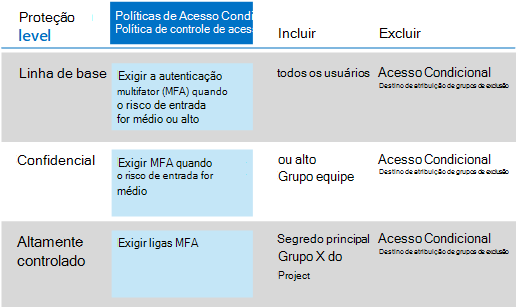 Proteção
level
Políticas de Acesso Condi
Política de controle de aces
Incluir
Excluir
Linha de base
Exigir a autenticação
multifator (MFA) quando
o risco de entrada
for médio ou alto
todos os usuários
Acesso Condicional
Destino de atribuição de grupos de exclusão
Confidencial
Exigir MFA quando
o risco de entrada for
médio
ou alto
Grupo equipe
Acesso Condicional
Destino de atribuição de grupos de exclusão
Altamente
controlado
Exigir ligas MFA
Segredo principal
Grupo X do
Project
Acesso Condicional
Destino de atribuição de grupos de exclusão